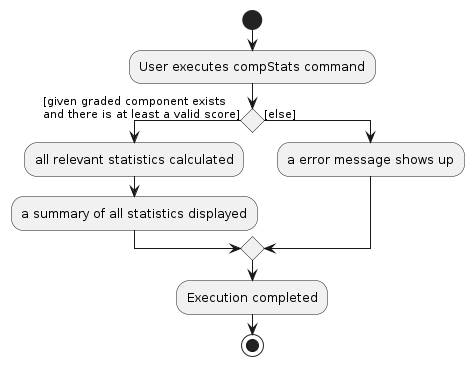 User executes compStats command
[given graded component exists
and there is at least a valid score]
[else]
all relevant statistics calculated
a error message shows up
a summary of all statistics displayed
Execution completed